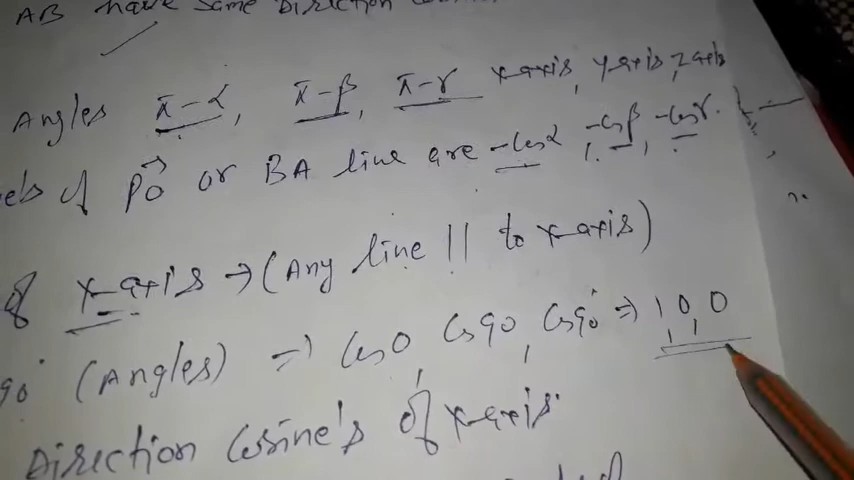 AB have same Direction
Angles π-α, π-β, π-γ x-axis, y-axis, z axis
of PO or BA line are -cosα, -cosβ, -cosγ.
of x-axis ⇒ (Any line || to x-axis)
90° (Angles) ⇒ Cos0, Cos90, Cos90° ⇒ 1,0,0
Direction Cosine's of x-axis.